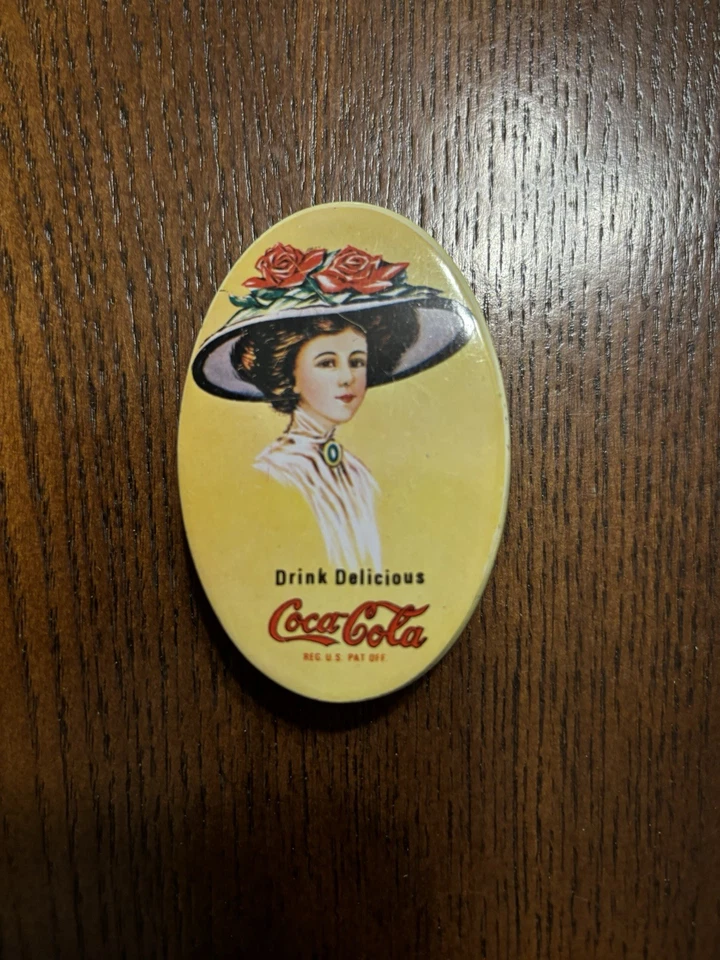 Drink Delicious
Coca-Cola
REG. U.S. PAT OFF.